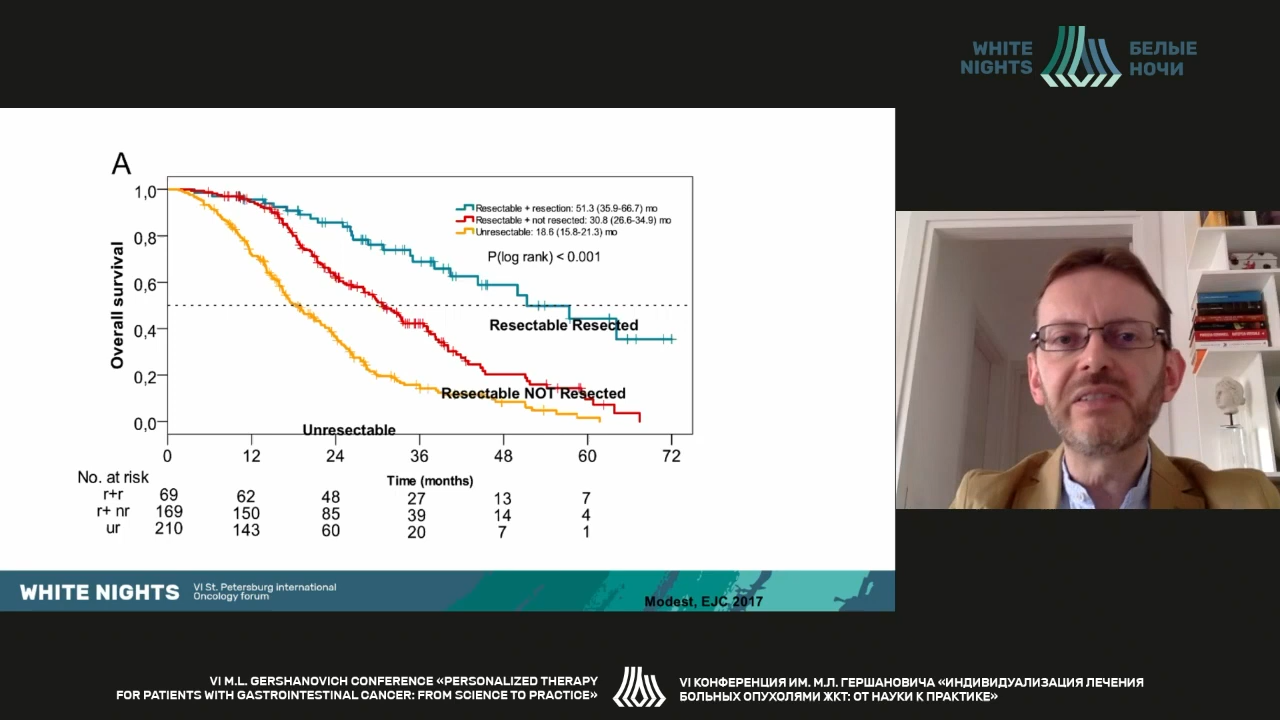 WHITE
NIGHTS
БЕЛЫЕ
НОЧИ
A
Resectable + resection: 51.3 (35.9-66.7) mo
Resectable + not resected: 30.8 (26.6-34.9) mo
Unresectable: 18.6 (15.8-21.3) mo
P(log rank) < 0.001
1,0
0,8
0,6
0,4
0,2
0,0
Overall survival
Resectable Resected
Resectable NOT Resected
Unresectable
0 12 24 36 48 60 72
Time (months)
No. at risk
r+r 69 62 48 27 13 7
r+ nr 169 150 85 39 14 4
ur 210 143 60 20 7 1
WHITE NIGHTS
VI St. Petersburg international
Oncology forum
Modest, EJC 2017
VI M.L. GERSHANOVICH CONFERENCE «PERSONALIZED THERAPY
FOR PATIENTS WITH GASTROINTESTINAL CANCER: FROM SCIENCE TO PRACTICE»
VI КОНФЕРЕНЦИЯ ИМ. М.Л. ГЕРШАНОВИЧА «ИНДИВИДУАЛИЗАЦИЯ ЛЕЧЕНИЯ
БОЛЬНЫХ ОПУХОЛЯМИ ЖКТ: ОТ НАУКИ К ПРАКТИКЕ»